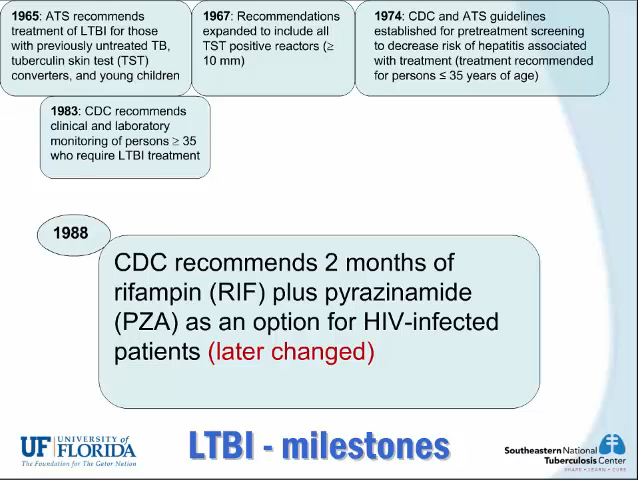 1965: ATS recommends
treatment of LTBI for those
with previously untreated TB,
tuberculin skin test (TST)
converters, and young children
1967: Recommendations
expanded to include all
TST positive reactors (≥
10 mm)
1974: CDC and ATS guidelines
established for pretreatment screening
to decrease risk of hepatitis associated
with treatment (treatment recommended
for persons ≤ 35 years of age)
1983: CDC recommends
clinical and laboratory
monitoring of persons ≥ 35
who require LTBI treatment
1988
CDC recommends 2 months of
rifampin (RIF) plus pyrazinamide
(PZA) as an option for HIV-infected
patients (later changed)
UF UNIVERSITY of
FLORIDA
The Foundation for The Gator Nation
LTBI - milestones
Southeastern National
Tuberculosis Center
SHARE • LEARN • CURE